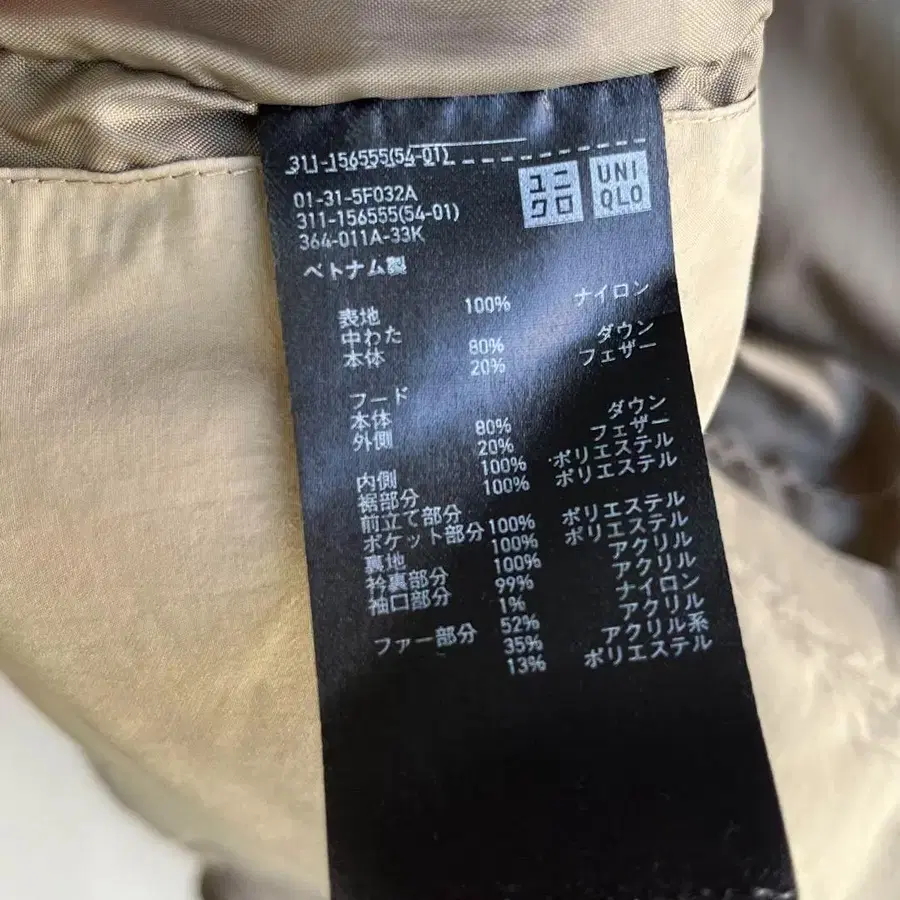 311-156555(54-01)
01-31-5F032A
311-156555(54-01)
364-011A-33K
ユニクロ
UNIQLO
ベトナム製
表地 100% ナイロン
中わた
本体 80% ダウン
20% フェザー
フード
本体
外側 80% ダウン
20% フェザー
内側 100% ポリエステル
裾部分 100% ポリエステル
前立て部分
ポケット部分 100% ポリエステル
裏地 100% ポリエステル
衿裏部分 100% アクリル
袖口部分 99% アクリル
1% ナイロン
ファー部分 52% アクリル
35% アクリル系
13% ポリエステル